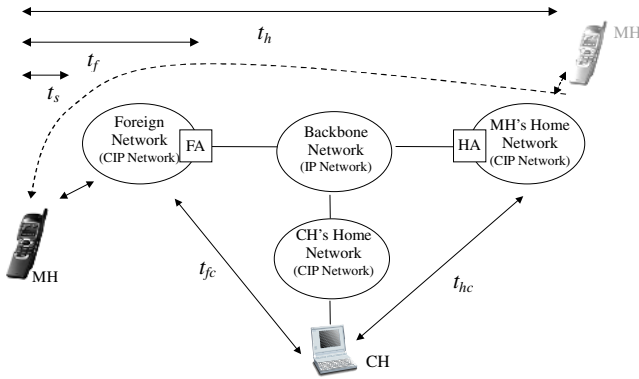 t_h
MH
t_f
t_s
Foreign
Network
(CIP Network)
FA
Backbone
Network
(IP Network)
HA
MH's Home
Network
(CIP Network)
CH's Home
Network
(CIP Network)
t_fc
t_hc
MH
CH